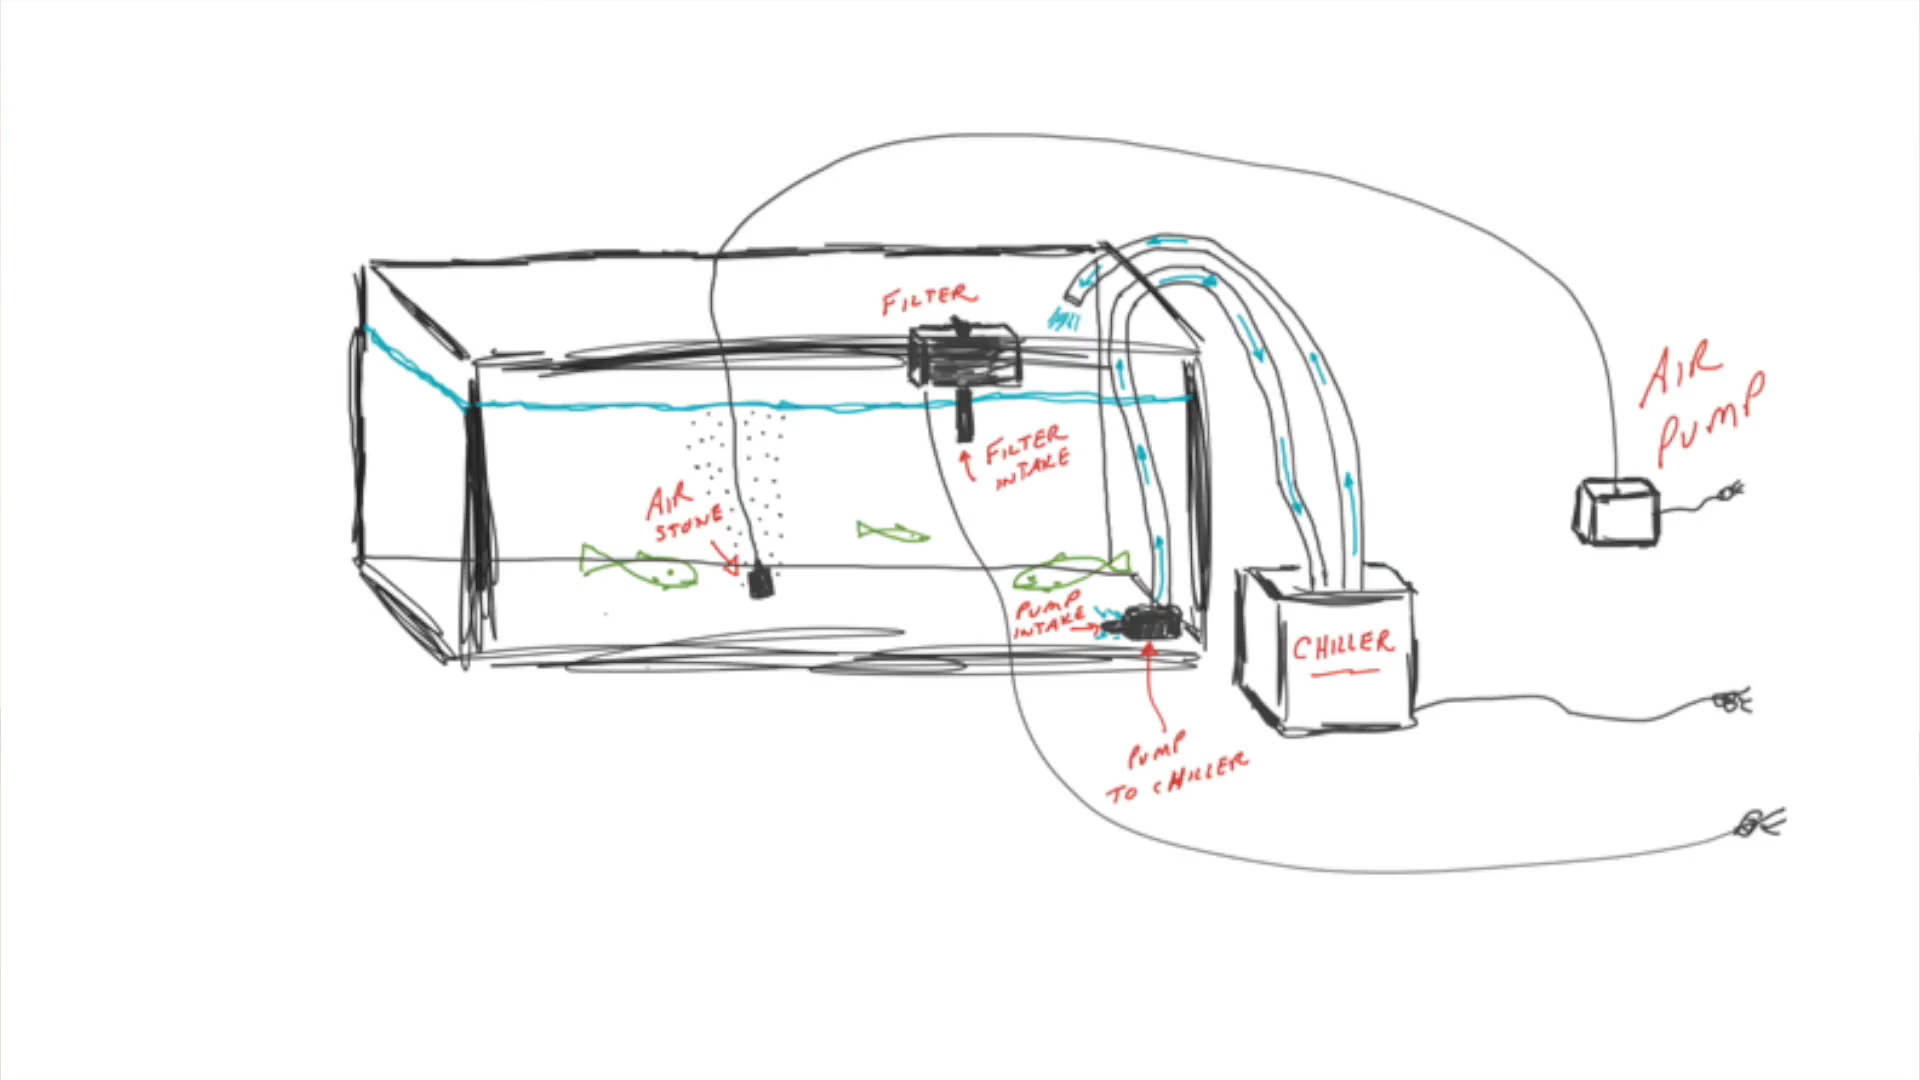 FILTER
AIR
PUMP
FILTER
INTAKE
AIR
STONE
PUMP
INTAKE
CHILLER
PUMP
TO CHILLER